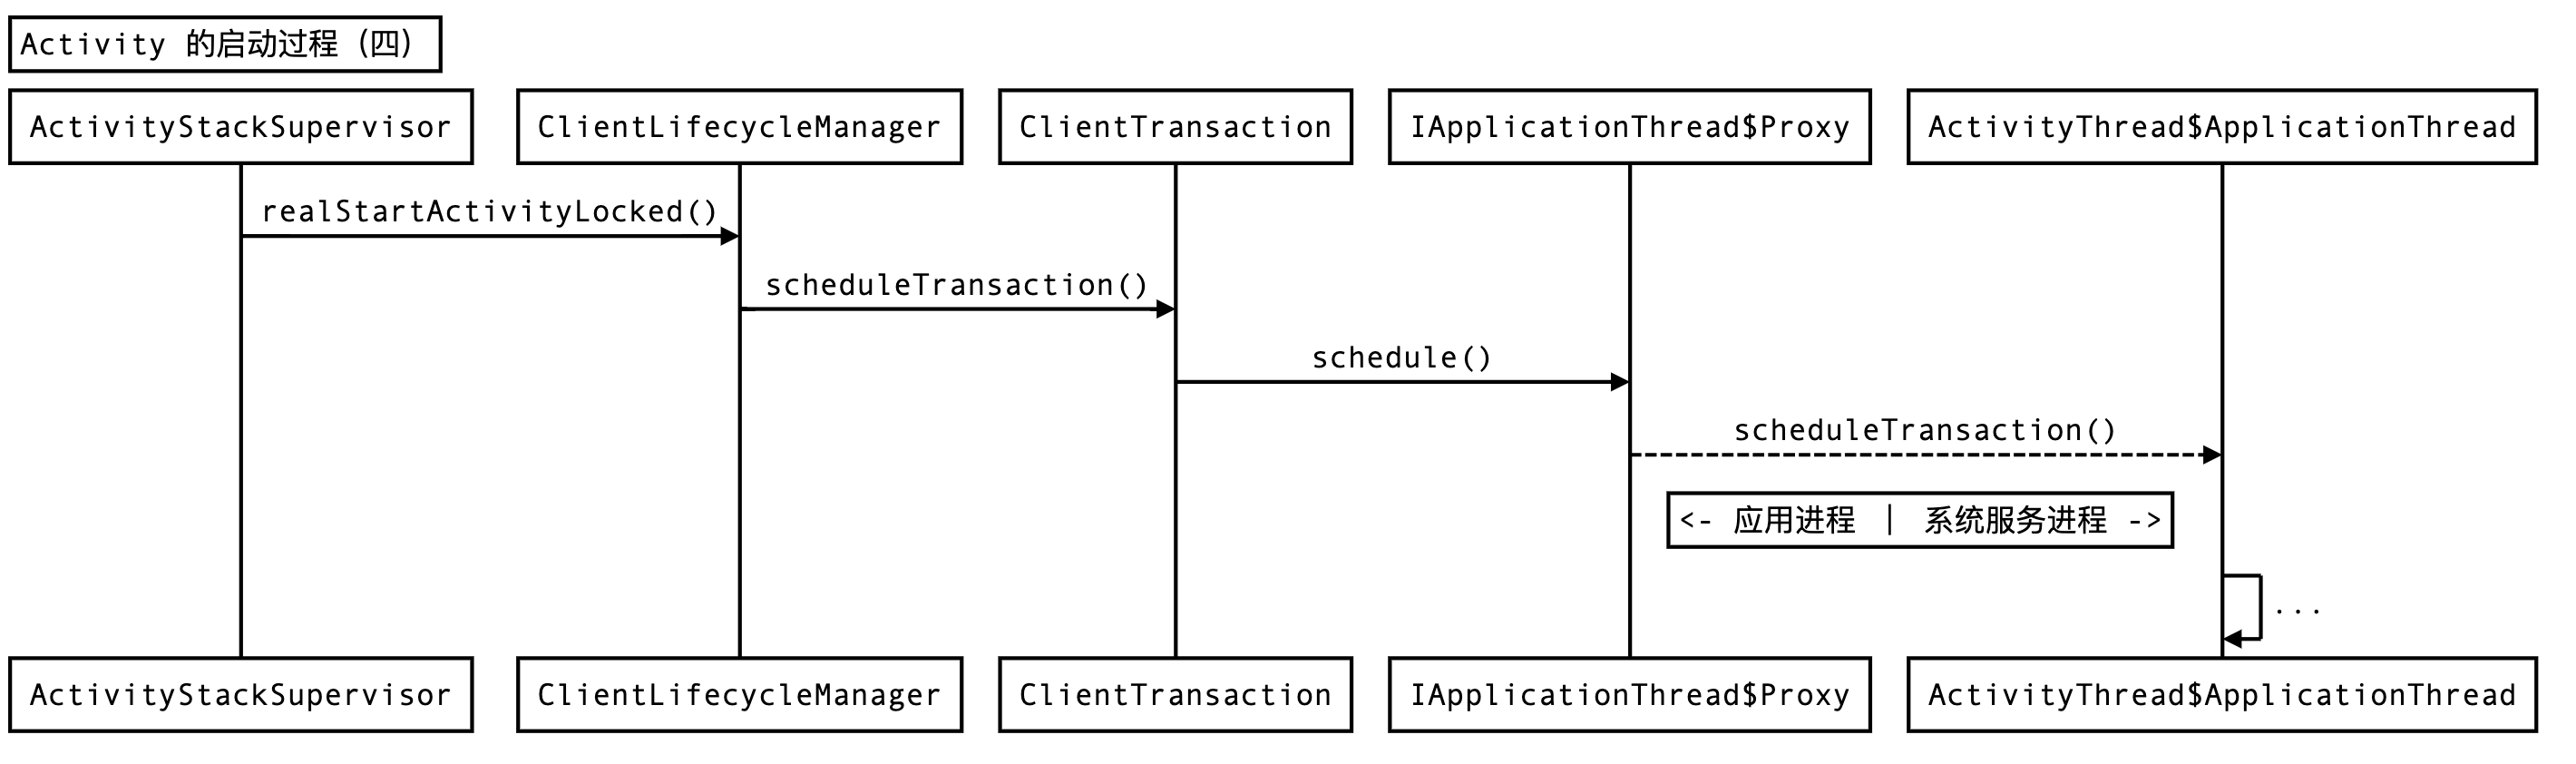 Activity 的启动过程（四）
ActivityStackSupervisor
ClientLifecycleManager
ClientTransaction
IApplicationThread$Proxy
ActivityThread$ApplicationThread
realStartActivityLocked()
scheduleTransaction()
schedule()
scheduleTransaction()
<- 应用进程 | 系统服务进程 ->
...
ActivityStackSupervisor
ClientLifecycleManager
ClientTransaction
IApplicationThread$Proxy
ActivityThread$ApplicationThread